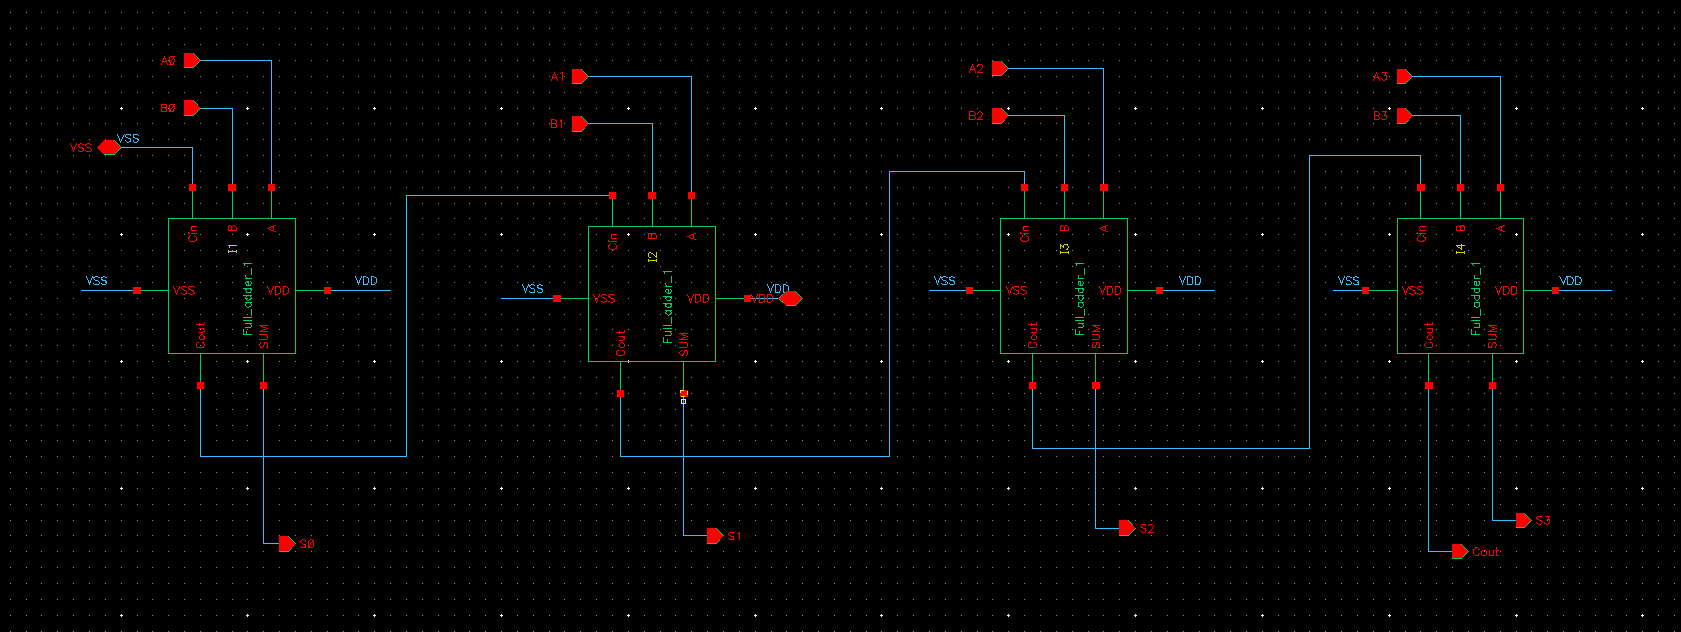 A0
B0
VSS
VSS
Cin
B
A
I1
VSS
VSS
Full_adder_1
VDD
VDD
Cout
SUM
S0
A1
B1
Cin
B
A
I2
VSS
VSS
Full_adder_1
VDD
VDD
VDD
Cout
SUM
S1
A2
B2
Cin
B
A
I3
VSS
VSS
Full_adder_1
VDD
VDD
Cout
SUM
S2
A3
B3
Cin
B
A
I4
VSS
VSS
Full_adder_1
VDD
VDD
Cout
SUM
S3
Cout